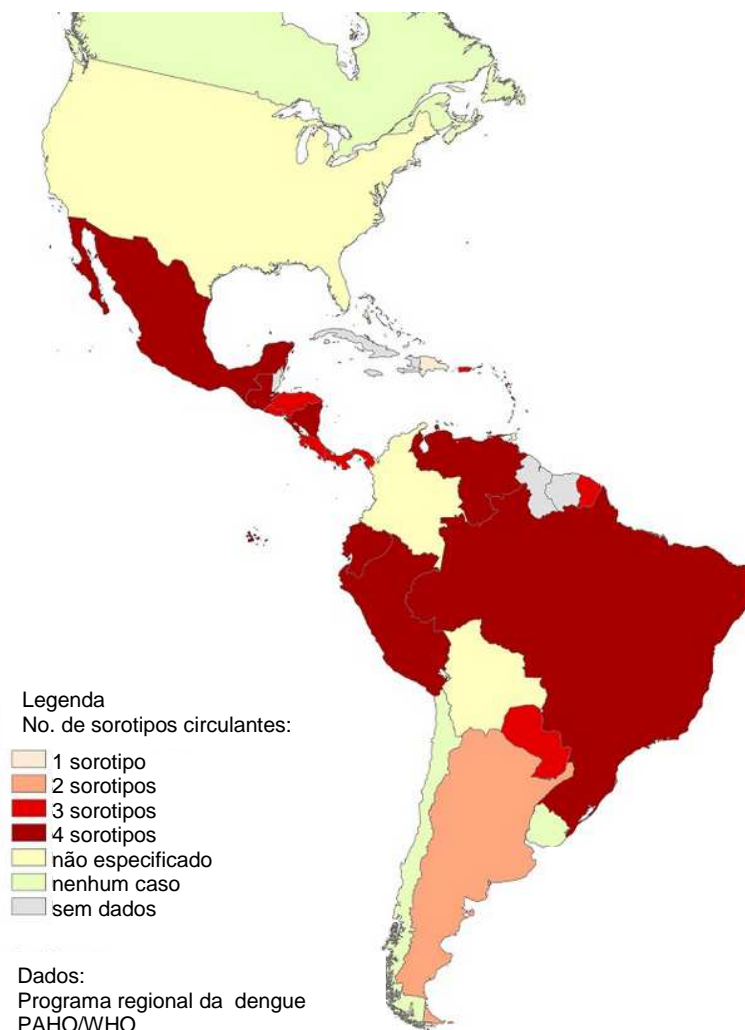 Legenda
No. de sorotipos circulantes:
1 sorotipo
2 sorotipos
3 sorotipos
4 sorotipos
não especificado
nenhum caso
sem dados
Dados:
Programa regional da dengue
PAHO/WHO